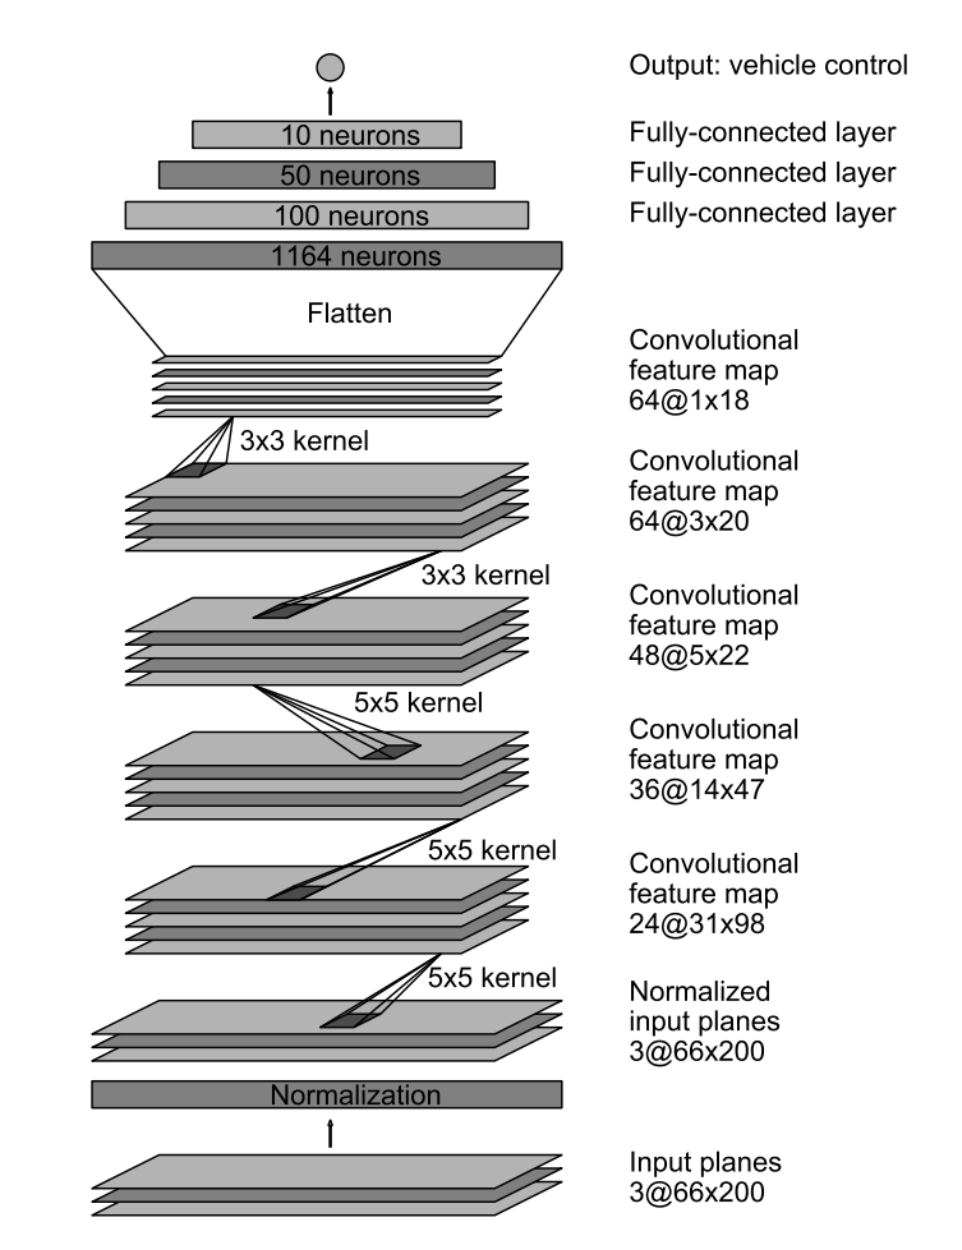 Output: vehicle control
10 neurons
Fully-connected layer
50 neurons
Fully-connected layer
100 neurons
Fully-connected layer
1164 neurons
Flatten
Convolutional
feature map
64@1x18
3x3 kernel
Convolutional
feature map
64@3x20
3x3 kernel
Convolutional
feature map
48@5x22
5x5 kernel
Convolutional
feature map
36@14x47
5x5 kernel
Convolutional
feature map
24@31x98
5x5 kernel
Normalized
input planes
3@66x200
Normalization
Input planes
3@66x200